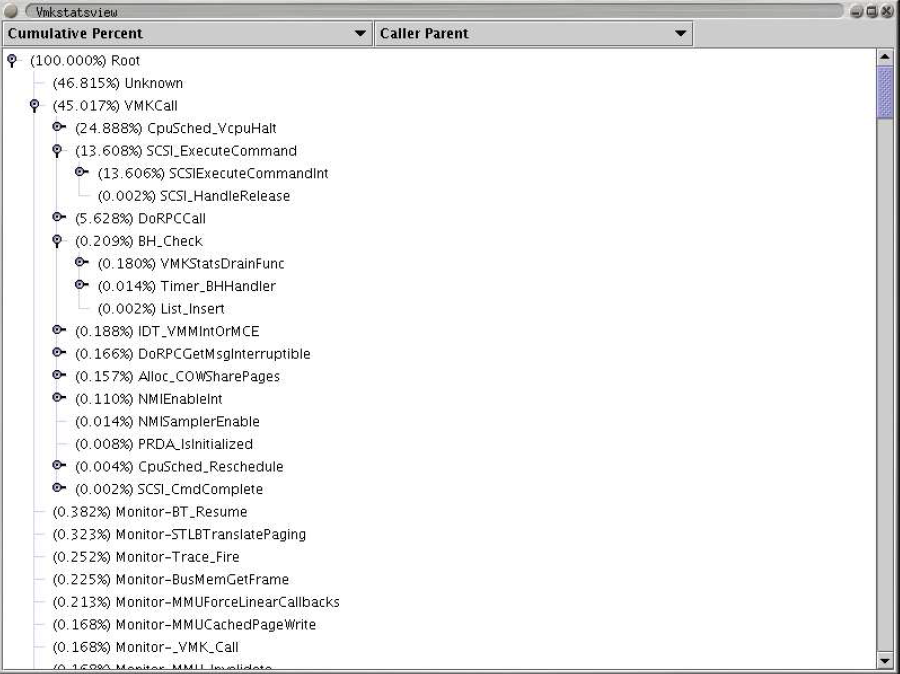 Vmkstatsview
Cumulative Percent Caller Parent
(100.000%) Root
(46.815%) Unknown
(45.017%) VMKCall
(24.888%) CpuSched_VcpuHalt
(13.608%) SCSI_ExecuteCommand
(13.606%) SCSIExecuteCommandInt
(0.002%) SCSI_HandleRelease
(5.628%) DoRPCCall
(0.209%) BH_Check
(0.180%) VMKStatsDrainFunc
(0.014%) Timer_BHHandler
(0.002%) List_Insert
(0.188%) IDT_VMMIntOrMCE
(0.166%) DoRPCGetMsgInterruptible
(0.157%) Alloc_COWSharePages
(0.110%) NMIEnableInt
(0.014%) NMISamplerEnable
(0.008%) PRDA_IsInitialized
(0.004%) CpuSched_Reschedule
(0.002%) SCSI_CmdComplete
(0.382%) Monitor-BT_Resume
(0.323%) Monitor-STLBTranslatePaging
(0.252%) Monitor-Trace_Fire
(0.225%) Monitor-BusMemGetFrame
(0.213%) Monitor-MMUForceLinearCallbacks
(0.168%) Monitor-MMUCachedPageWrite
(0.168%) Monitor-_VMK_Call
(0.168%) Monitor-MMU_Invalidate